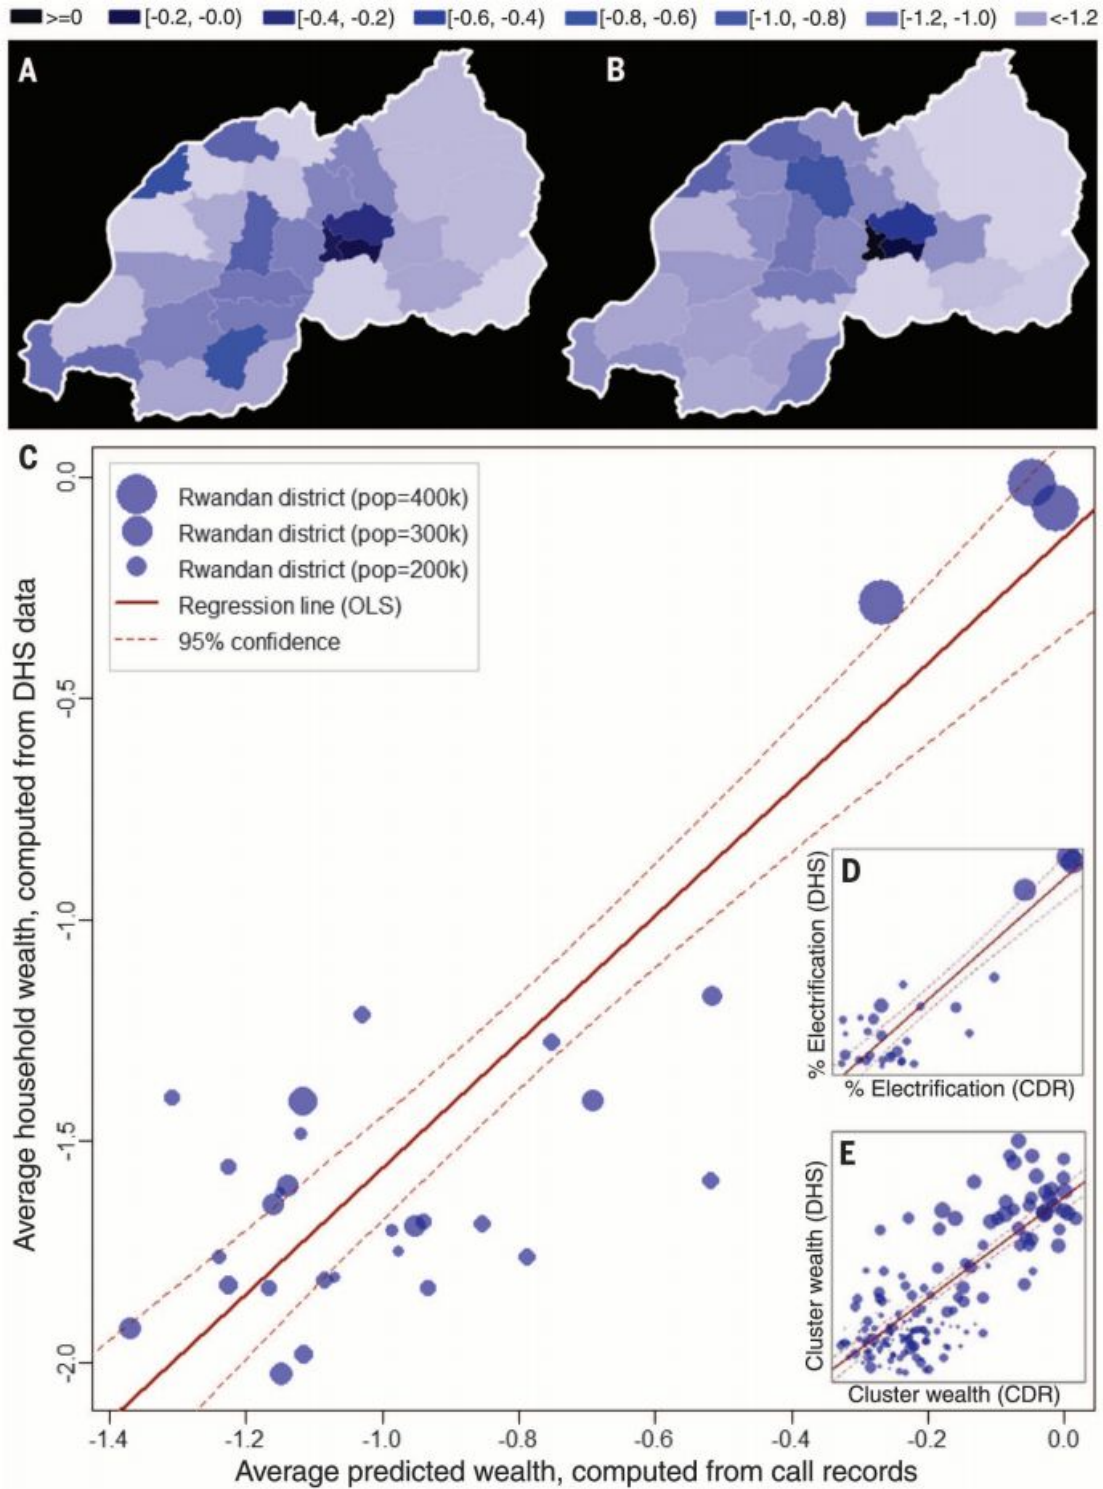 >=0 [-0.2, -0.0) [-0.4, -0.2) [-0.6, -0.4) [-0.8, -0.6) [-1.0, -0.8) [-1.2, -1.0) <-1.2
A B
C
Rwandan district (pop=400k)
Rwandan district (pop=300k)
Rwandan district (pop=200k)
Regression line (OLS)
95% confidence
Average household wealth, computed from DHS data
0.0
-0.5
-1.0
-1.5
-2.0
D
% Electrification (DHS)
% Electrification (CDR)
E
Cluster wealth (DHS)
Cluster wealth (CDR)
-1.4 -1.2 -1.0 -0.8 -0.6 -0.4 -0.2 0.0
Average predicted wealth, computed from call records